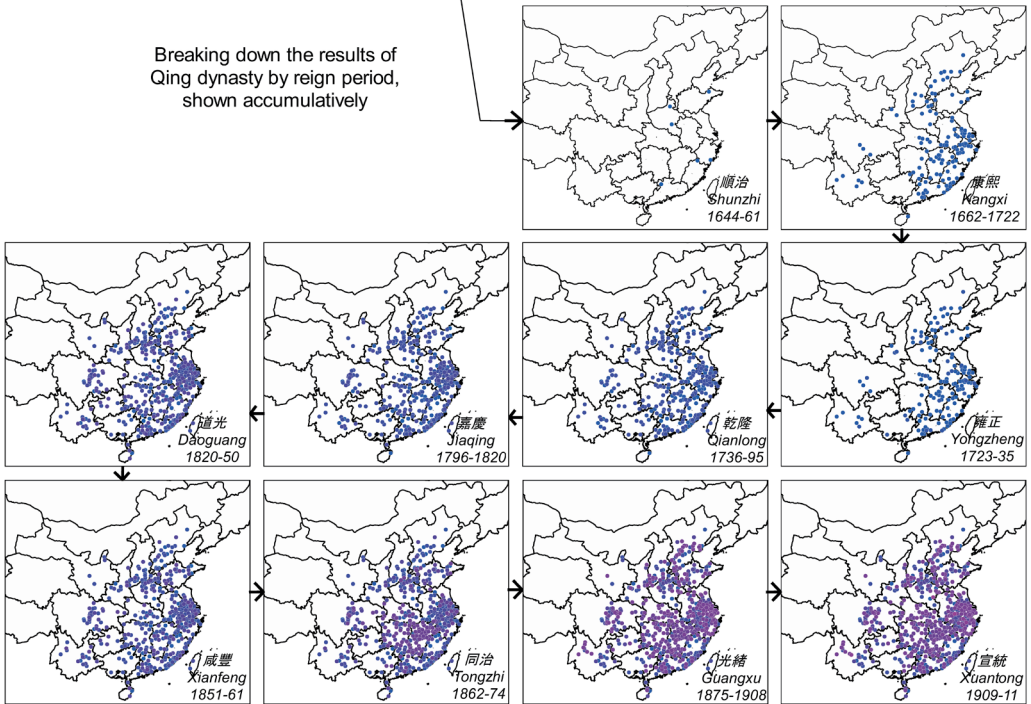 Breaking down the results of
Qing dynasty by reign period,
shown accumulatively
順治
Shunzhi
1644-61
康熙
Kangxi
1662-1722
雍正
Yongzheng
1723-35
乾隆
Qianlong
1736-95
嘉慶
Jiaqing
1796-1820
道光
Daoguang
1820-50
咸豐
Xianfeng
1851-61
同治
Tongzhi
1862-74
光緒
Guangxu
1875-1908
宣統
Xuantong
1909-11